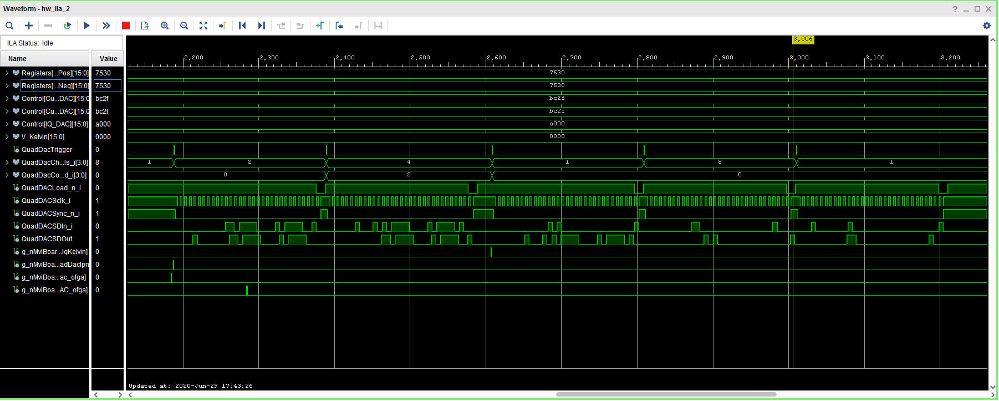 Waveform - hw_ila_2
?
ILA Status: Idle
Name Value
3,006
2,200 2,300 2,400 2,500 2,600 2,700 2,800 2,900 3,000 3,100 3,200
Registers[...Pos][15:0] 7530 7530
Registers[...Neg][15:0] 7530 7530
Control[Cu...DAC][15:0 bc2f bc2f
Control[Cu...DAC][15:0 bc2f bc2f
Control[IQ_DAC][15:0] a000 a000
V_Kelvin[15:0] 0000 0000
QuadDacTrigger 0
QuadDacCh...ls_i[3:0] 8 1 2 4 1 8 1
QuadDacCo...d_i[3:0] 0 0 2 0
QuadDACLoad_n_i 0
QuadDACSclk_i 1
QuadDACSync_n_i 1
QuadDACSDIn_i 0
QuadDACSDOut 1
g_nMviBoar...IqKelvin] 0
g_nMviBoa...adDacIpn 0
g_nMviBoa...ac_ofga] 0
g_nMviBoa...AC_ofga] 0
Updated at: 2020-Jun-29 17:43:26